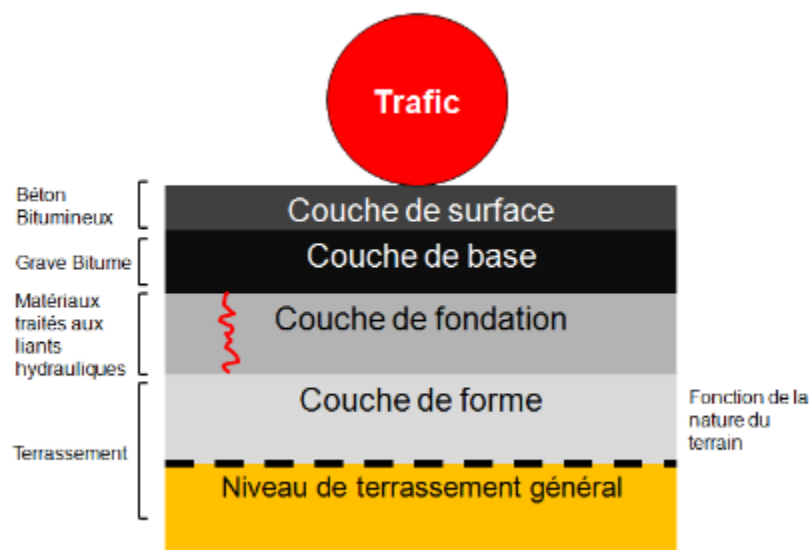 Trafic
Béton
Bitumineux
Couche de surface
Grave Bitume
Couche de base
Matériaux
traités aux
liants
hydrauliques
Couche de fondation
Couche de forme
Fonction de la
nature du
terrain
Terrassement
Niveau de terrassement général